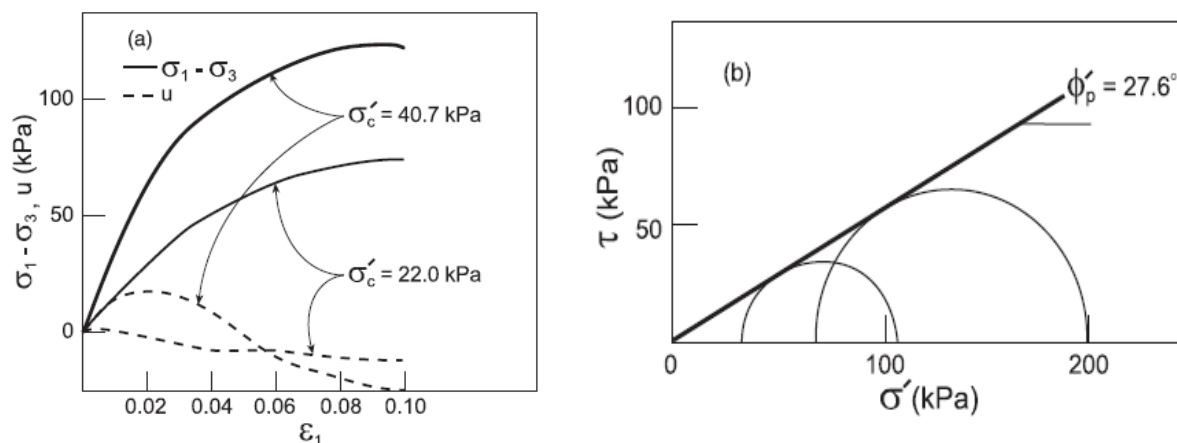 (a)
σ₁ - σ₃
u
100
50
0
σ₁ - σ₃ , u (kPa)
σ′c = 40.7 kPa
σ′c = 22.0 kPa
0.02 0.04 0.06 0.08 0.10
ε₁
(b)
ϕ′p = 27.6°
100
50
τ (kPa)
0 100 200
σ′(kPa)